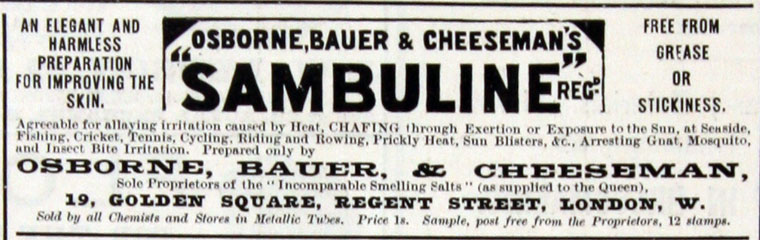 AN ELEGANT AND
HARMLESS
PREPARATION
FOR IMPROVING THE
SKIN.
OSBORNE, BAUER & CHEESEMAN'S
"SAMBULINE" REGD
FREE FROM
GREASE
OR
STICKINESS.
Agreeable for allaying irritation caused by Heat, CHAFING through Exertion or Exposure to the Sun, at Seaside,
Fishing, Cricket, Tennis, Cycling, Riding and Rowing, Prickly Heat, Sun Blisters, &c., Arresting Gnat, Mosquito,
and Insect Bite Irritation. Prepared only by
OSBORNE, BAUER, & CHEESEMAN,
Sole Proprietors of the "Incomparable Smelling Salts" (as supplied to the Queen),
19, GOLDEN SQUARE, REGENT STREET, LONDON, W.
Sold by all Chemists and Stores in Metallic Tubes. Price 1s. Sample, post free from the Proprietors, 12 stamps.